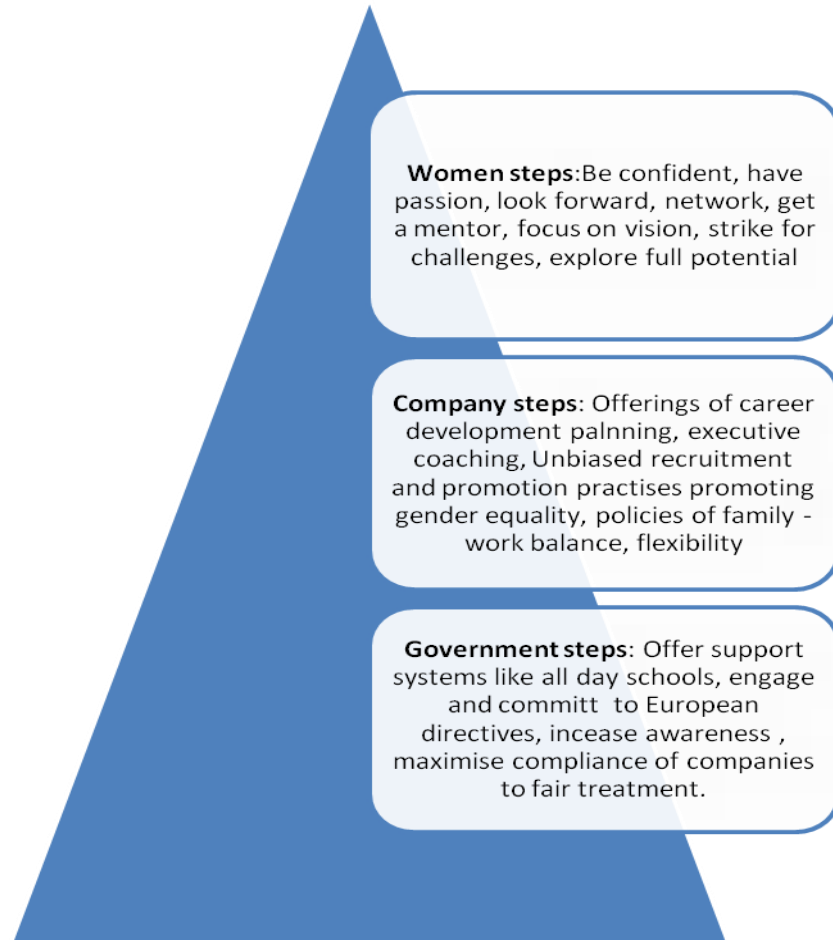 Women steps:Be confident, have
passion, look forward, network, get
a mentor, focus on vision, strike for
challenges, explore full potential
Company steps: Offerings of career
development palnning, executive
coaching, Unbiased recruitment
and promotion practises promoting
gender equality, policies of family -
work balance, flexibility
Government steps: Offer support
systems like all day schools, engage
and committ to European
directives, incease awareness ,
maximise compliance of companies
to fair treatment.